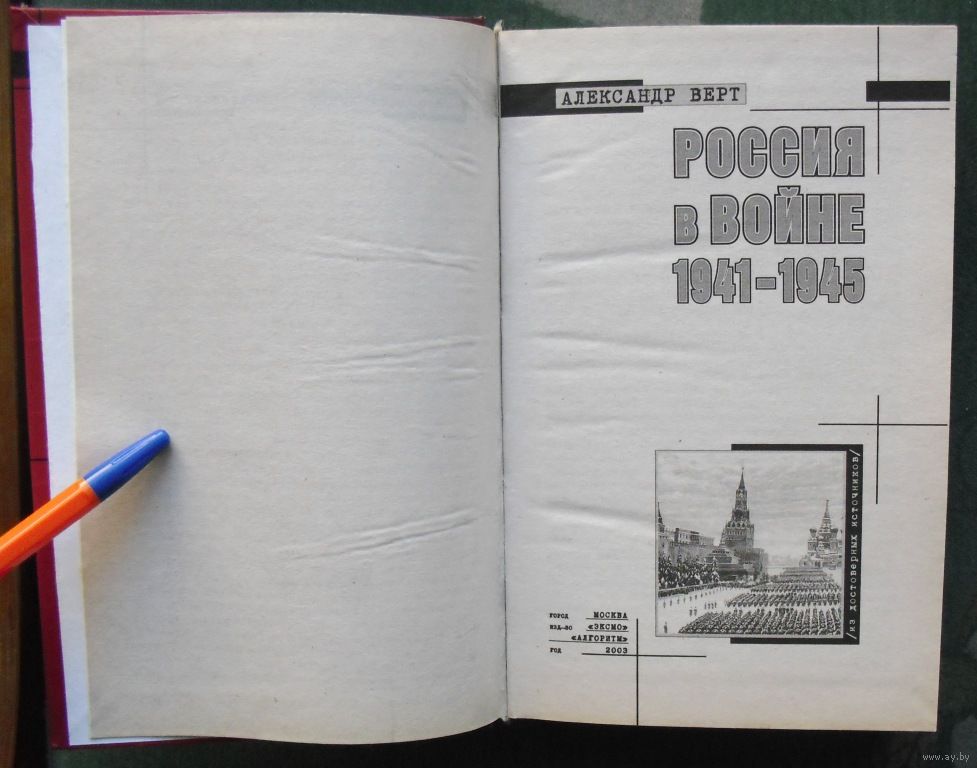 АЛЕКСАНДР ВЕРТ
РОССИЯ
в ВОЙНЕ
1941-1945
/из достоверных источников/
ГОРОД МОСКВА
ИЗД-ВО «ЭКСМО»
«АЛГОРИТМ»
ГОД 2003
www.ay.by